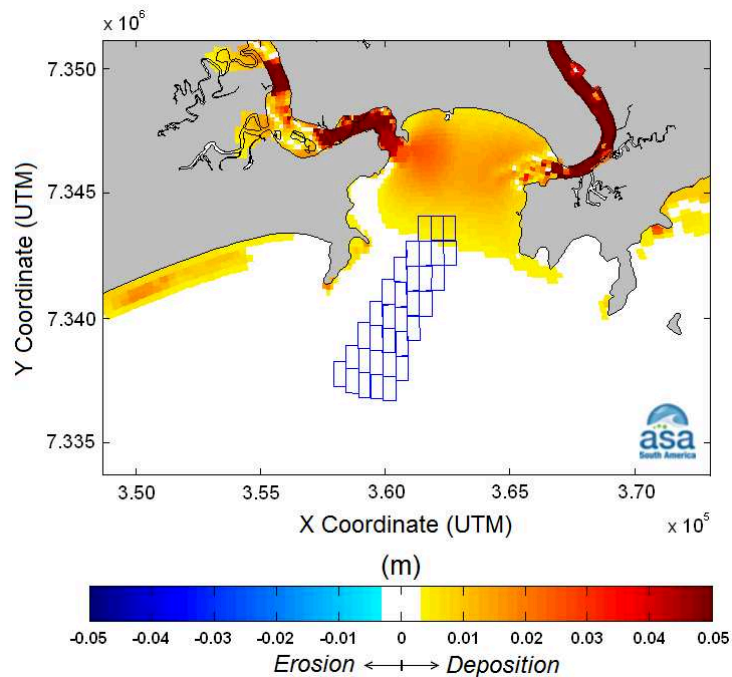 x 10⁶
7.350
7.345
7.340
7.335
Y Coordinate (UTM)
asa
South America
3.50
3.55
3.60
3.65
3.70
X Coordinate (UTM)
x 10⁵
(m)
-0.05
-0.04
-0.03
-0.02
-0.01
0
0.01
0.02
0.03
0.04
0.05
Erosion
Deposition